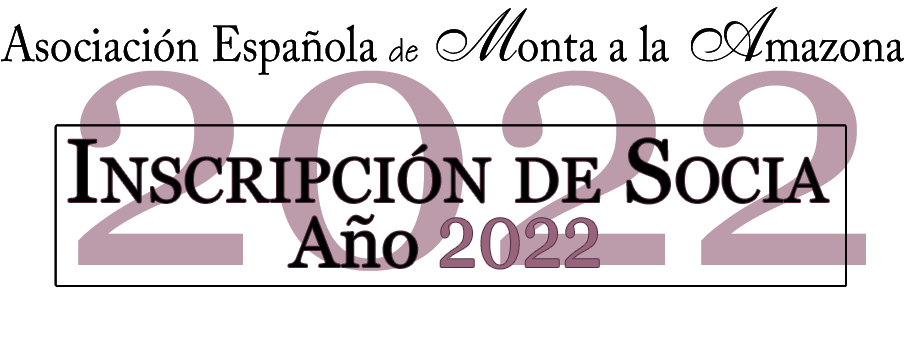 Asociación Española de Monta a la Amazona
2022
Inscripción de Socia
Año 2022